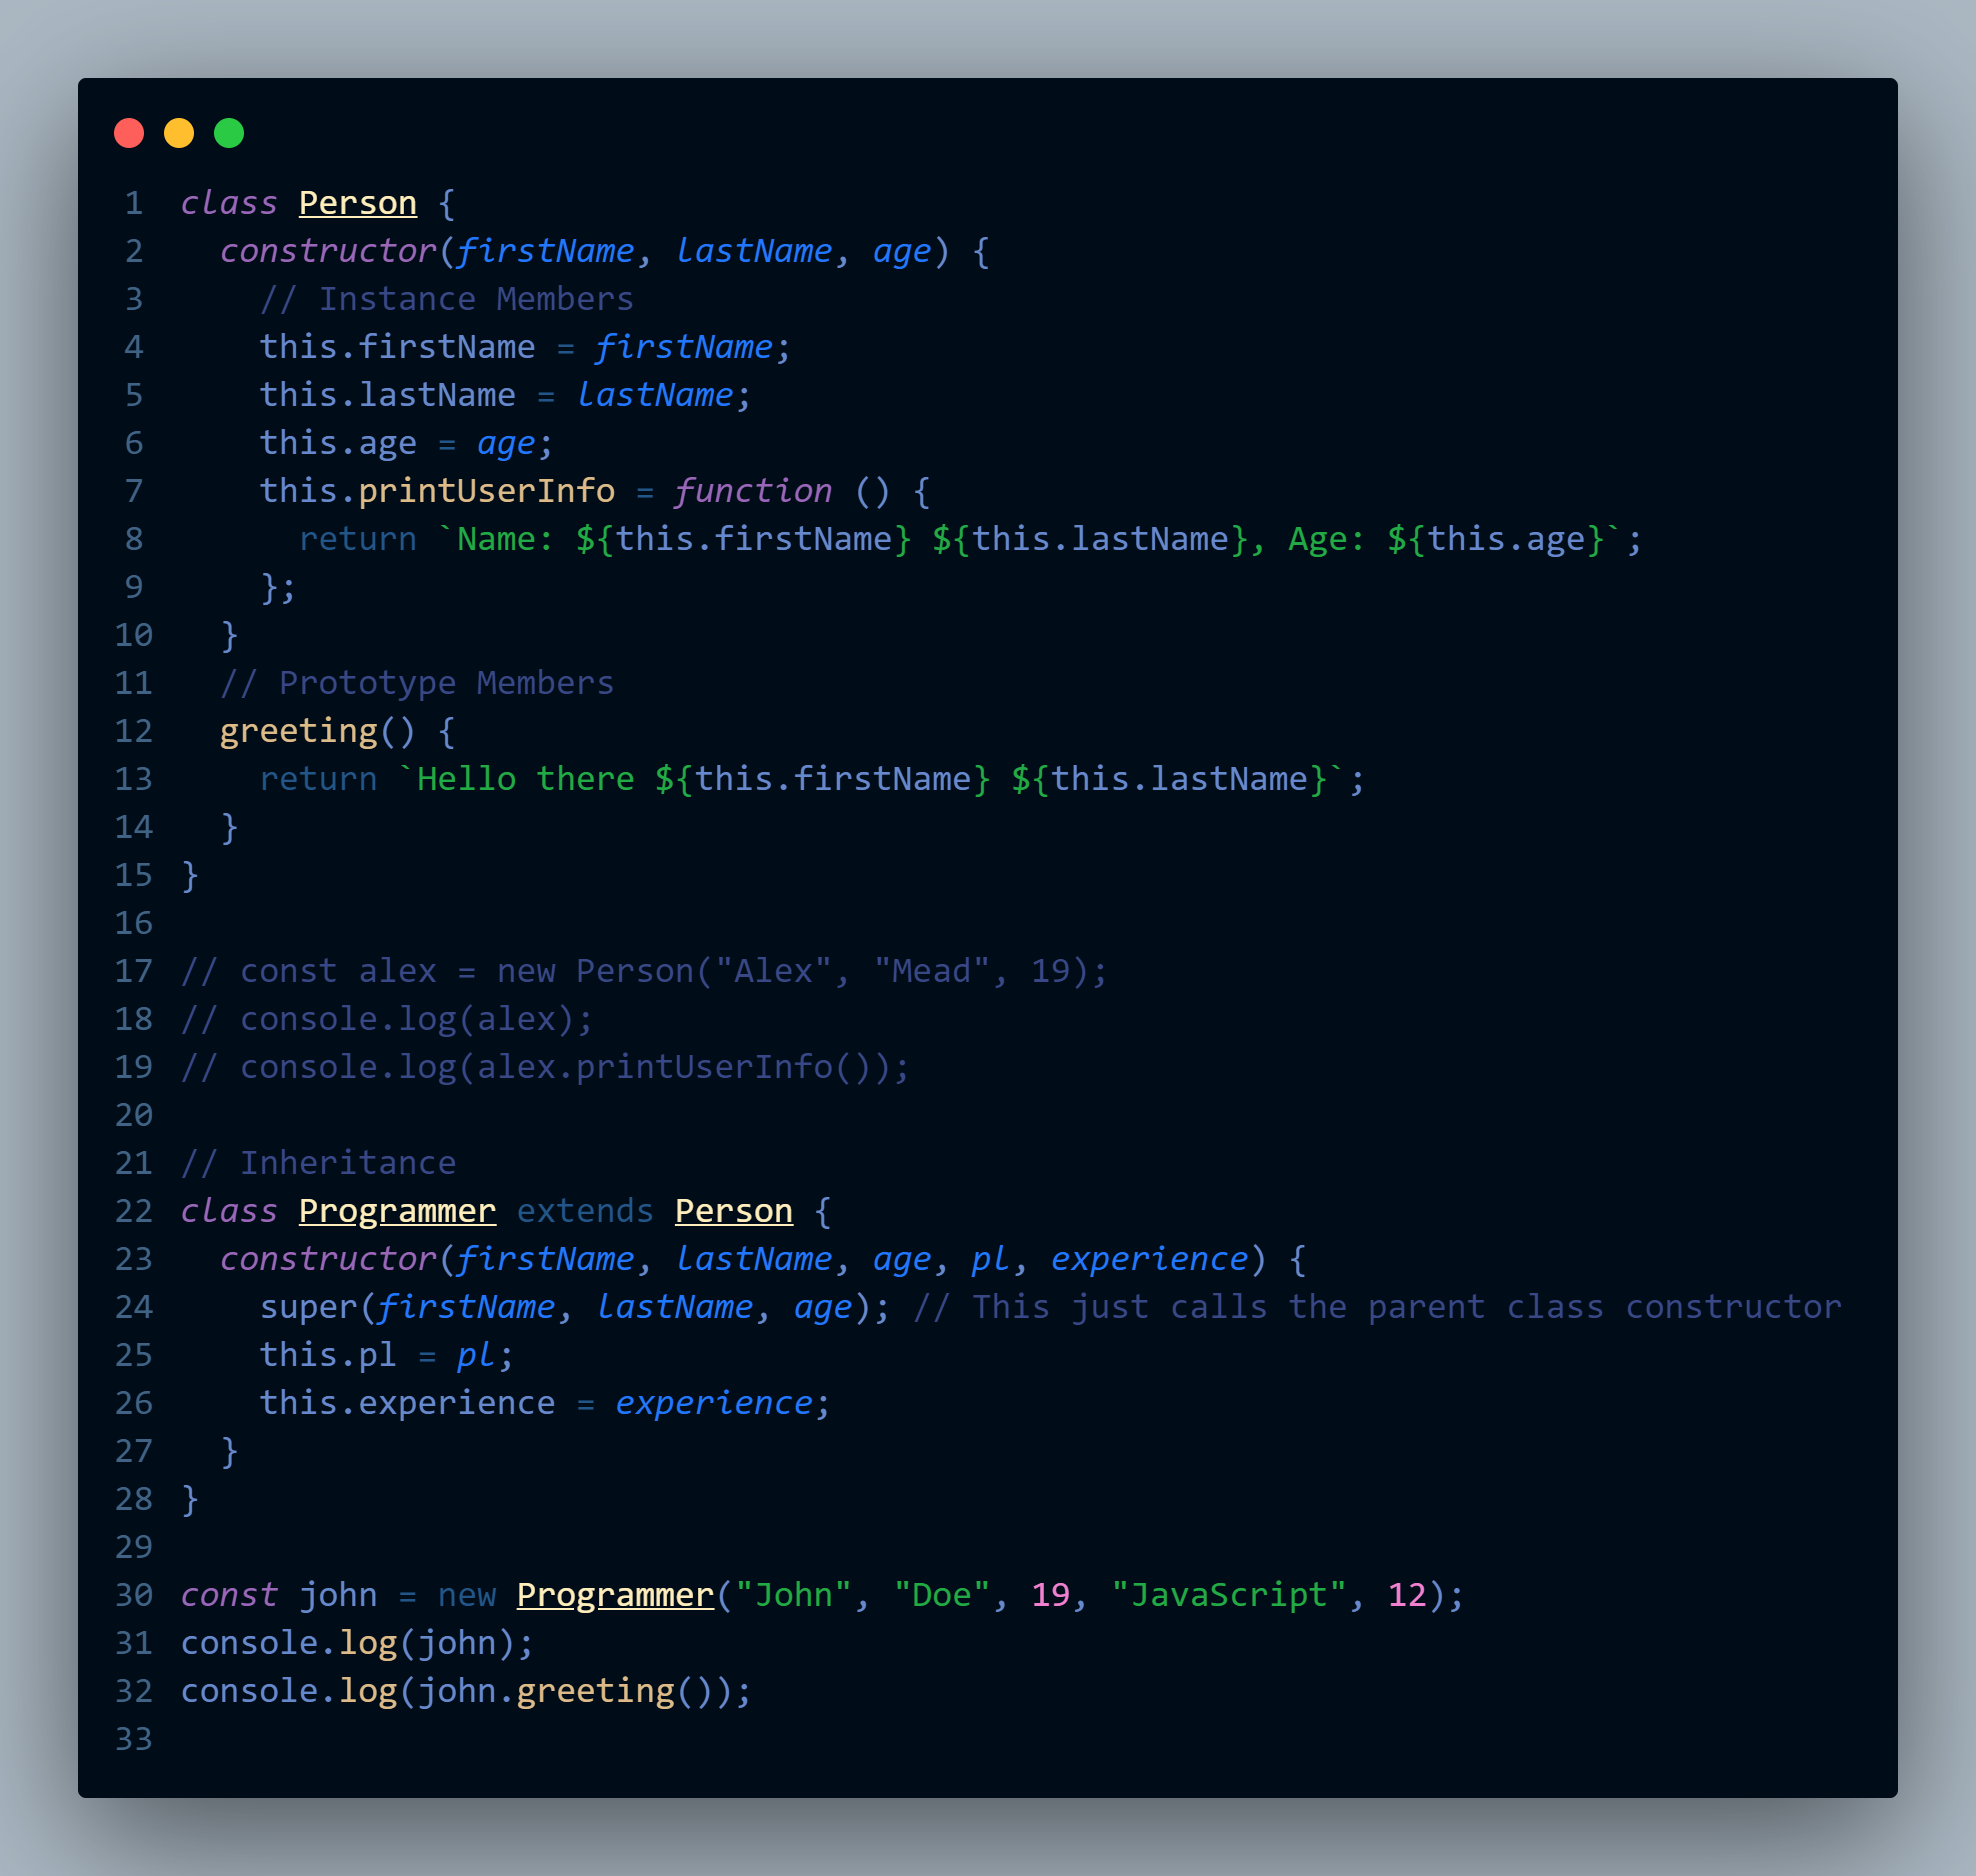 1 class Person {
2   constructor(firstName, lastName, age) {
3     // Instance Members
4     this.firstName = firstName;
5     this.lastName = lastName;
6     this.age = age;
7     this.printUserInfo = function () {
8       return `Name: ${this.firstName} ${this.lastName}, Age: ${this.age}`;
9     };
10   }
11   // Prototype Members
12   greeting() {
13     return `Hello there ${this.firstName} ${this.lastName}`;
14   }
15 }
16
17 // const alex = new Person("Alex", "Mead", 19);
18 // console.log(alex);
19 // console.log(alex.printUserInfo());
20
21 // Inheritance
22 class Programmer extends Person {
23   constructor(firstName, lastName, age, pl, experience) {
24     super(firstName, lastName, age); // This just calls the parent class constructor
25     this.pl = pl;
26     this.experience = experience;
27   }
28 }
29
30 const john = new Programmer("John", "Doe", 19, "JavaScript", 12);
31 console.log(john);
32 console.log(john.greeting());
33